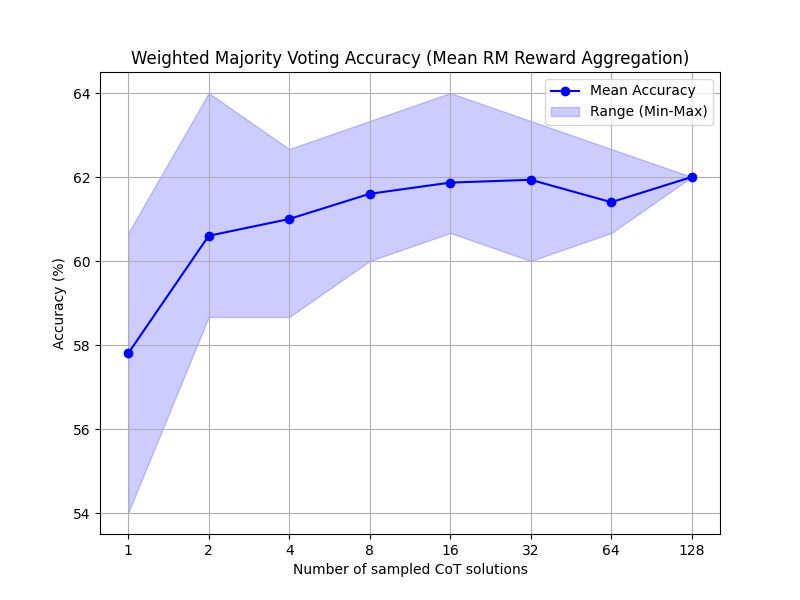 Weighted Majority Voting Accuracy (Mean RM Reward Aggregation)
Mean Accuracy
Range (Min-Max)
Accuracy (%)
64
62
60
58
56
54
1 2 4 8 16 32 64 128
Number of sampled CoT solutions